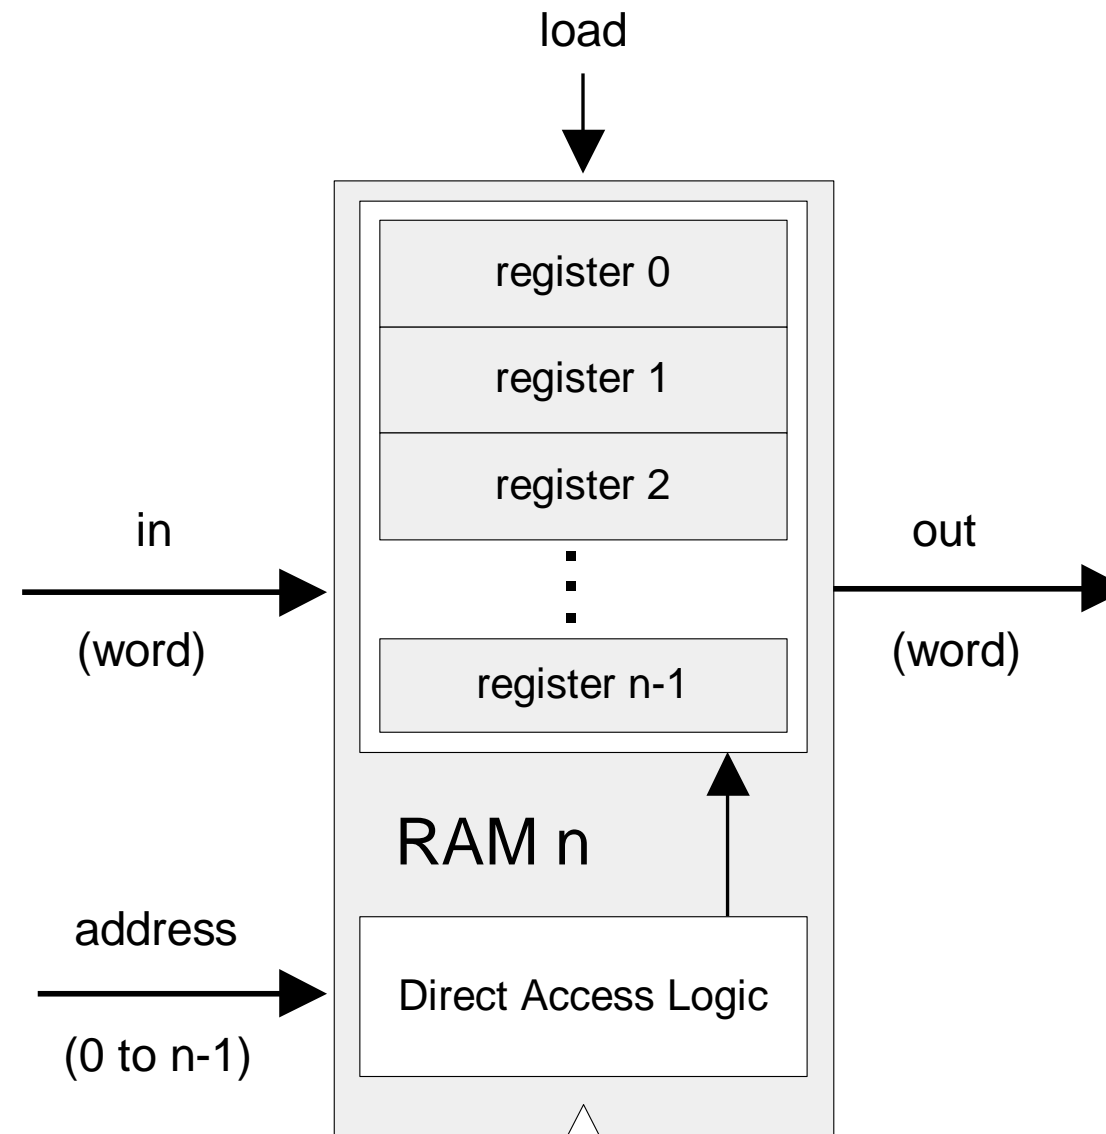 load
register 0
register 1
register 2
in
out
(word)
(word)
register n-1
RAM n
address
Direct Access Logic
(0 to n-1)